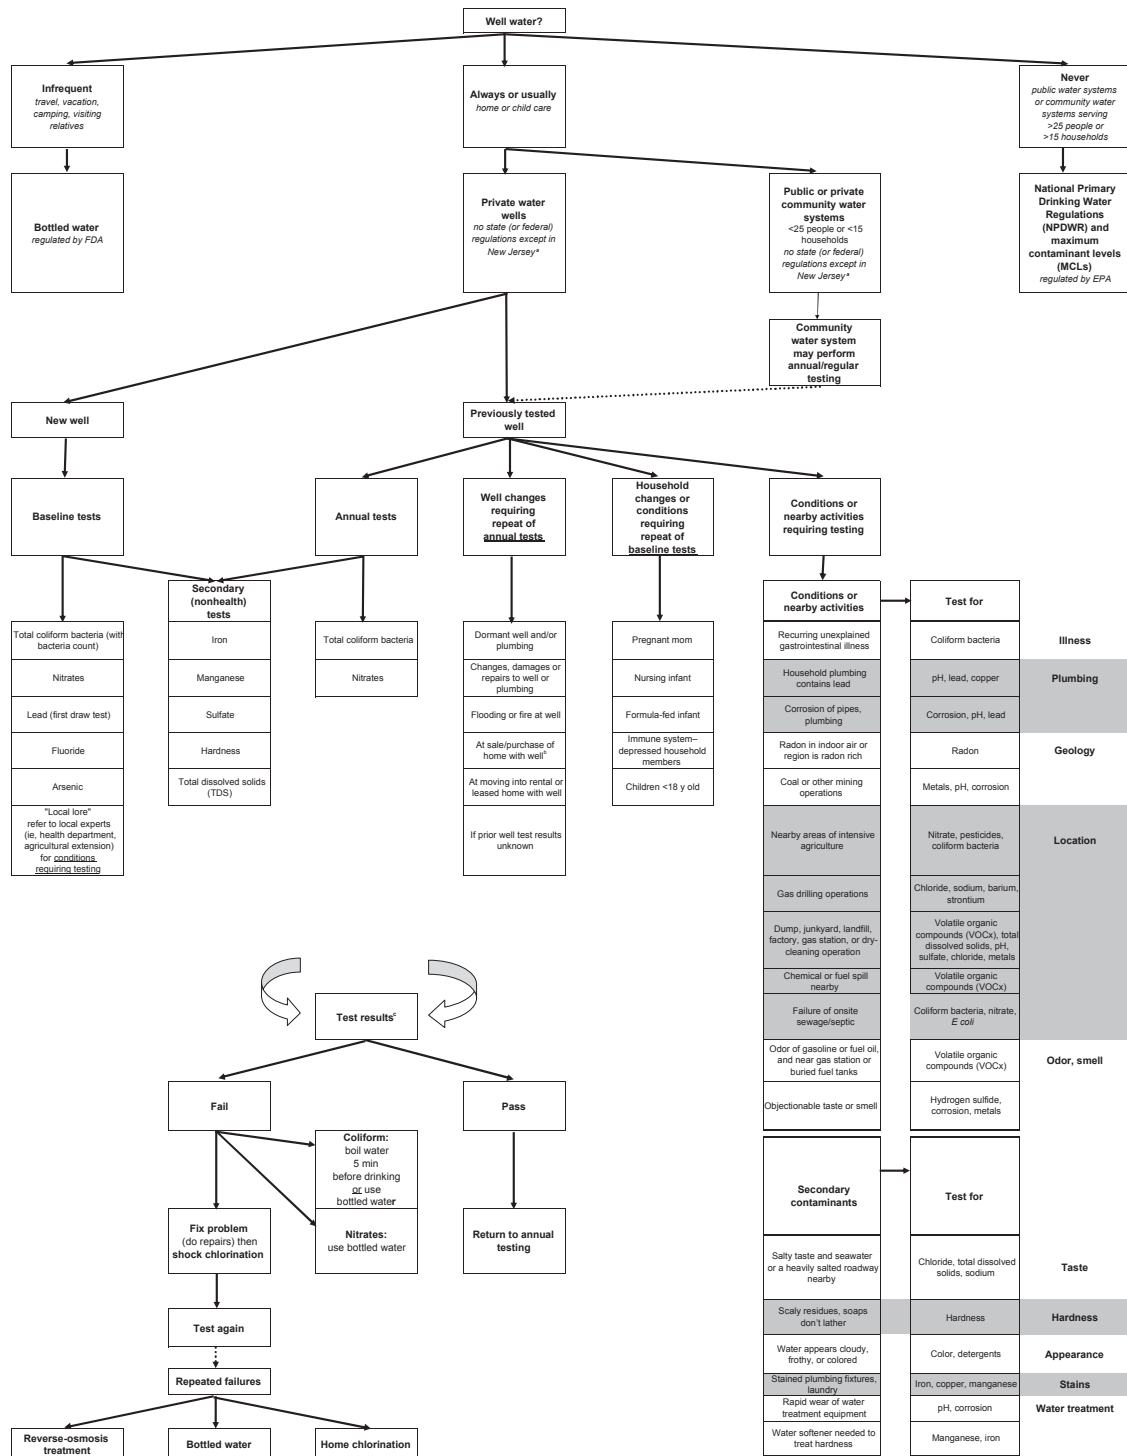 Well water?
Infrequent
travel, vacation,
camping, visiting
relatives
Always or usually
home or child care
Never
public water systems
or community water
systems serving
>25 people or
>15 households
Bottled water
regulated by FDA
Private water
wells
no state (or federal)
regulations except in
New Jerseyª
Public or private
community water
systems
<25 people or <15
households
no state (or federal)
regulations except in
New Jerseyª
National Primary
Drinking Water
Regulations
(NPDWR) and
maximum
contaminant levels
(MCLs)
regulated by EPA
Community
water system
may perform
annual/regular
testing
New well
Previously tested
well
Baseline tests
Annual tests
Well changes
requiring
repeat of
annual tests
Household
changes or
conditions
requiring
repeat of
baseline tests
Conditions or
nearby activities
requiring testing
Total coliform bacteria (with
bacteria count)
Nitrates
Lead (first draw test)
Fluoride
Arsenic
"Local lore"
refer to local experts
(ie, health department,
agricultural extension)
for conditions
requiring testing
Secondary
(nonhealth)
tests
Iron
Manganese
Sulfate
Hardness
Total dissolved solids
(TDS)
Total coliform bacteria
Nitrates
Dormant well and/or
plumbing
Changes, damages or
repairs to well or
plumbing
Flooding or fire at well
At sale/purchase of
home with wellᵇ
At moving into rental or
leased home with well
If prior well test results
unknown
Pregnant mom
Nursing infant
Formula-fed infant
Immune system–
depressed household
members
Children <18 y old
Conditions or
nearby activities
Test for
Recurring unexplained
gastrointestinal illness
Coliform bacteria
Illness
Household plumbing
contains lead
pH, lead, copper
Plumbing
Corrosion of pipes,
plumbing
Corrosion, pH, lead
Radon in indoor air or
region is radon rich
Radon
Geology
Coal or other mining
operations
Metals, pH, corrosion
Nearby areas of intensive
agriculture
Nitrate, pesticides,
coliform bacteria
Location
Gas drilling operations
Chloride, sodium, barium,
strontium
Dump, junkyard, landfill,
factory, gas station, or dry-
cleaning operation
Volatile organic
compounds (VOCx), total
dissolved solids, pH,
sulfate, chloride, metals
Chemical or fuel spill
nearby
Volatile organic
compounds (VOCx)
Failure of onsite
sewage/septic
Coliform bacteria, nitrate,
E coli
Odor of gasoline or fuel oil,
and near gas station or
buried fuel tanks
Volatile organic
compounds (VOCx)
Odor, smell
Objectionable taste or smell
Hydrogen sulfide,
corrosion, metals
Secondary
contaminants
Test for
Salty taste and seawater
or a heavily salted roadway
nearby
Chloride, total dissolved
solids, sodium
Taste
Scaly residues, soaps
don't lather
Hardness
Hardness
Water appears cloudy,
frothy, or colored
Color, detergents
Appearance
Stained plumbing fixtures,
laundry
Iron, copper, manganese
Stains
Rapid wear of water
treatment equipment
pH, corrosion
Water treatment
Water softener needed to
treat hardness
Manganese, iron
Test resultsᶜ
Fail
Pass
Coliform:
boil water
5 min
before drinking
or use
bottled water
Nitrates:
use bottled water
Fix problem
(do repairs) then
shock chlorination
Return to annual
testing
Test again
Repeated failures
Reverse-osmosis
treatment
Bottled water
Home chlorination